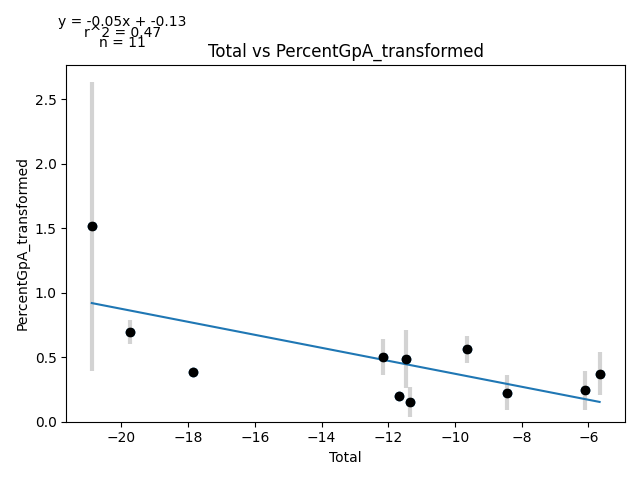 y = -0.05x + -0.13
r^2 = 0.47
n = 11
Total vs PercentGpA_transformed
PercentGpA_transformed
2.5
2.0
1.5
1.0
0.5
0.0
−20
−18
−16
−14
−12
−10
−8
−6
Total